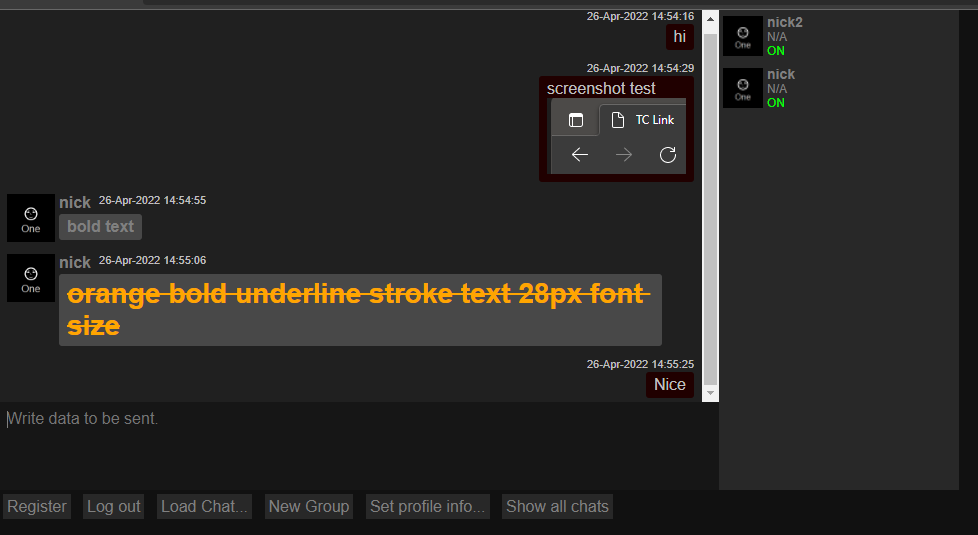 26-Apr-2022 14:54:16
hi
26-Apr-2022 14:54:29
screenshot test
TC Link
One
nick 26-Apr-2022 14:54:55
bold text
One
nick 26-Apr-2022 14:55:06
orange bold underline stroke text 28px font
size
26-Apr-2022 14:55:25
Nice
Write data to be sent.
Register Log out Load Chat... New Group Set profile info... Show all chats
One
nick2
N/A
ON
One
nick
N/A
ON